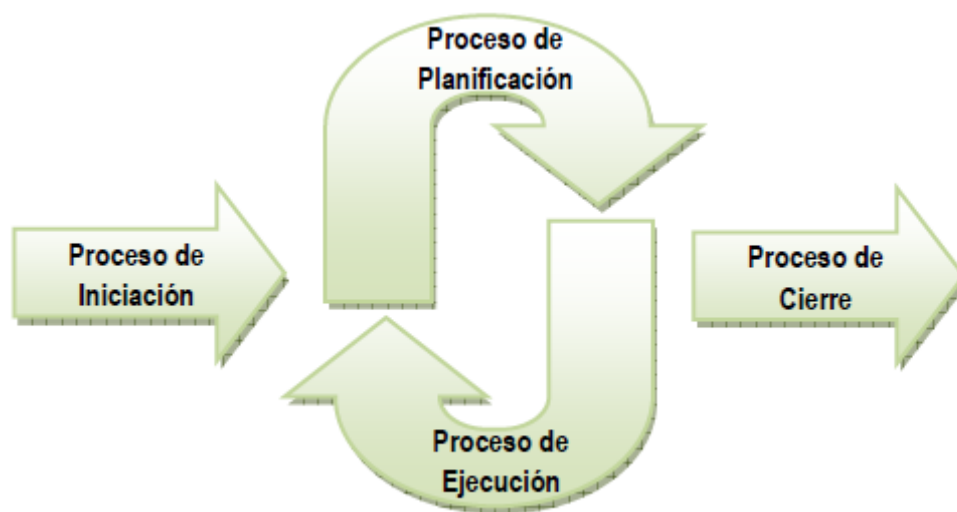 Proceso de
Planificación
Proceso de
Iniciación
Proceso de
Cierre
Proceso de
Ejecución